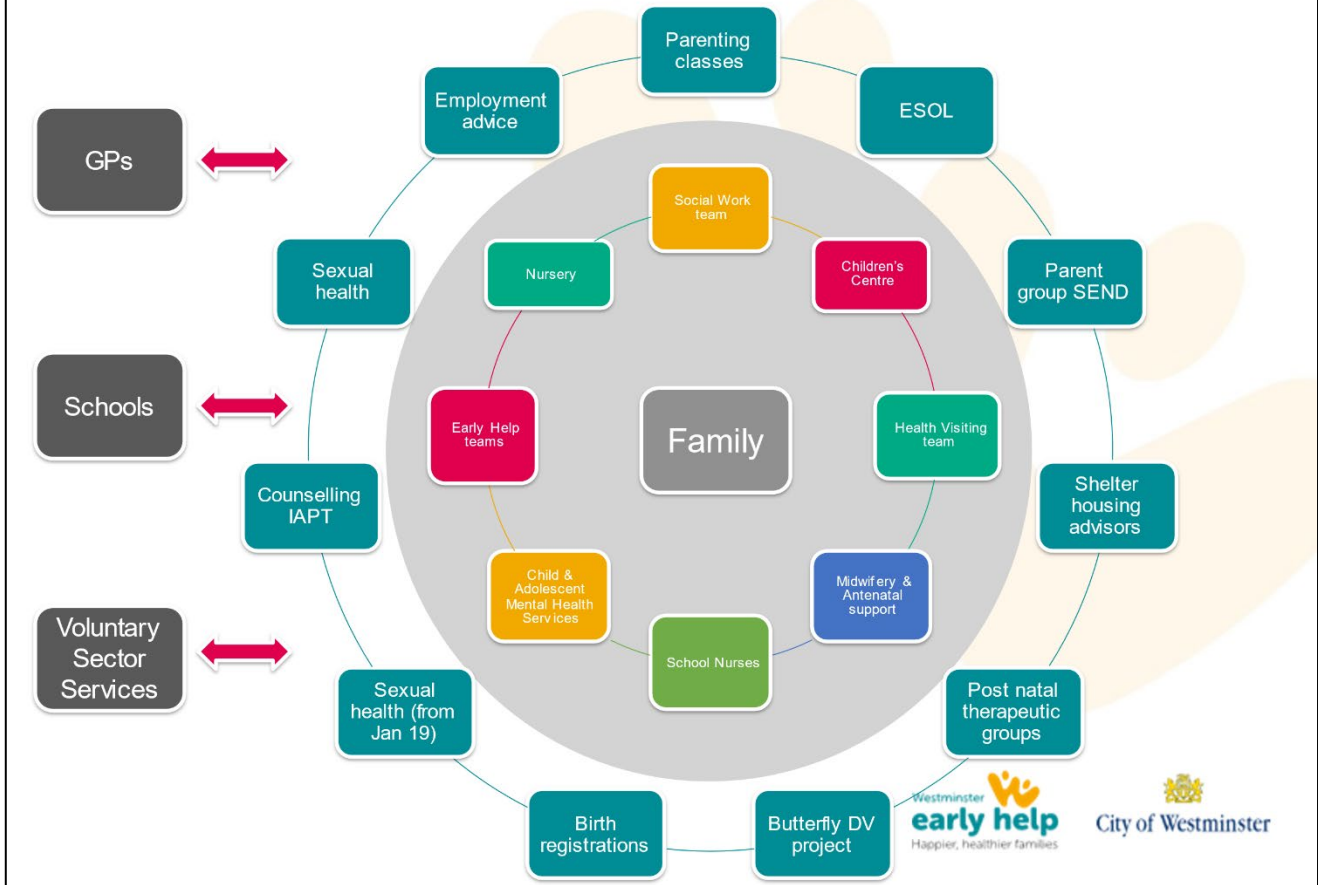 Parenting
classes
Employment
advice
ESOL
GPs
Social Work
team
Sexual
health
Nursery
Children's
Centre
Parent
group SEND
Schools
Early Help
teams
Family
Health Visiting
team
Counselling
IAPT
Shelter
housing
advisors
Child &
Adolescent
Mental Health
Services
Midwifery &
Antenatal
support
Voluntary
Sector
Services
School Nurses
Sexual
health (from
Jan 19)
Post natal
therapeutic
groups
Birth
registrations
Butterfly DV
project
Westminster
early help
Happier, healthier families
City of Westminster